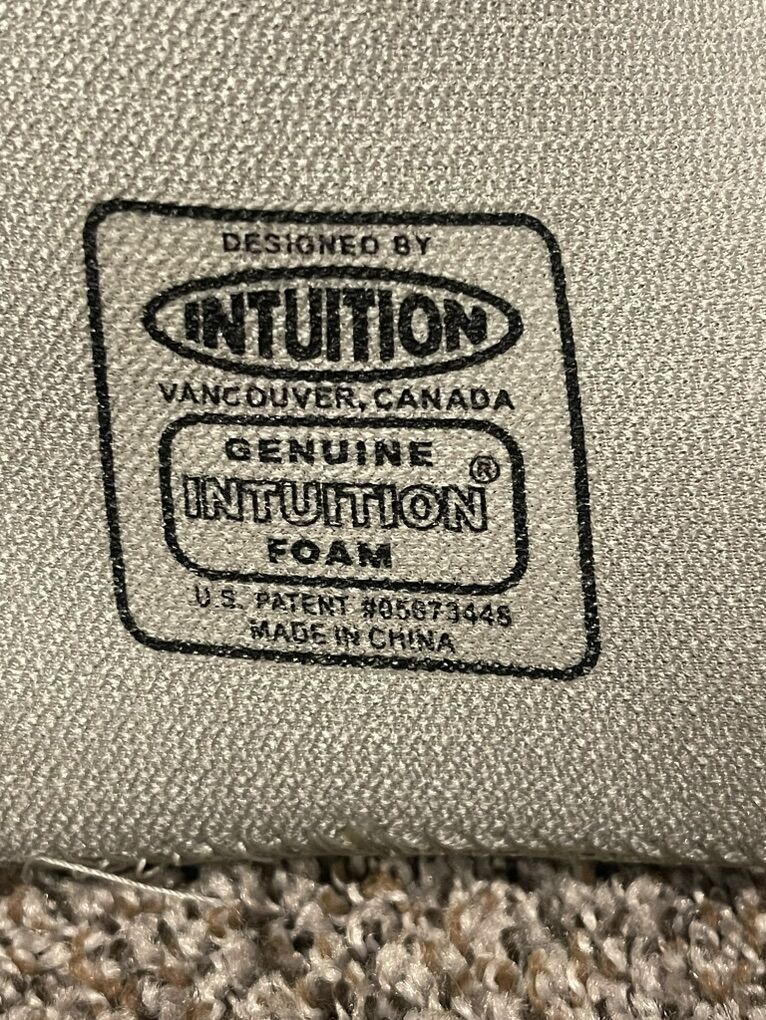 DESIGNED BY
INTUITION
VANCOUVER, CANADA
GENUINE
INTUITION®
FOAM
U.S. PATENT #05673448
MADE IN CHINA